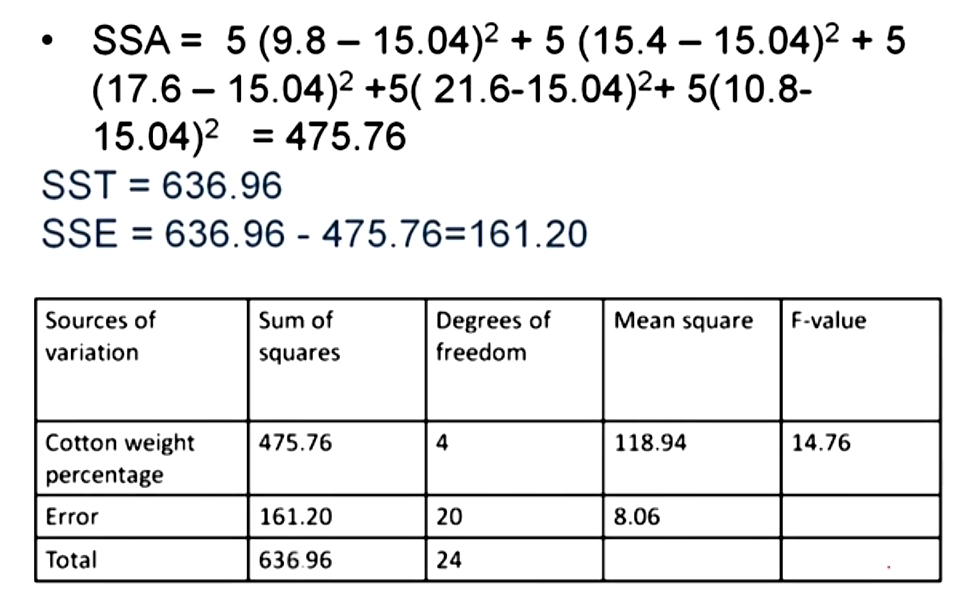 • SSA = 5 (9.8 – 15.04)² + 5 (15.4 – 15.04)² + 5
(17.6 – 15.04)² +5( 21.6-15.04)²+ 5(10.8-
15.04)² = 475.76
SST = 636.96
SSE = 636.96 - 475.76=161.20
Sources of variation | Sum of squares | Degrees of freedom | Mean square | F-value
Cotton weight percentage | 475.76 | 4 | 118.94 | 14.76
Error | 161.20 | 20 | 8.06
Total | 636.96 | 24